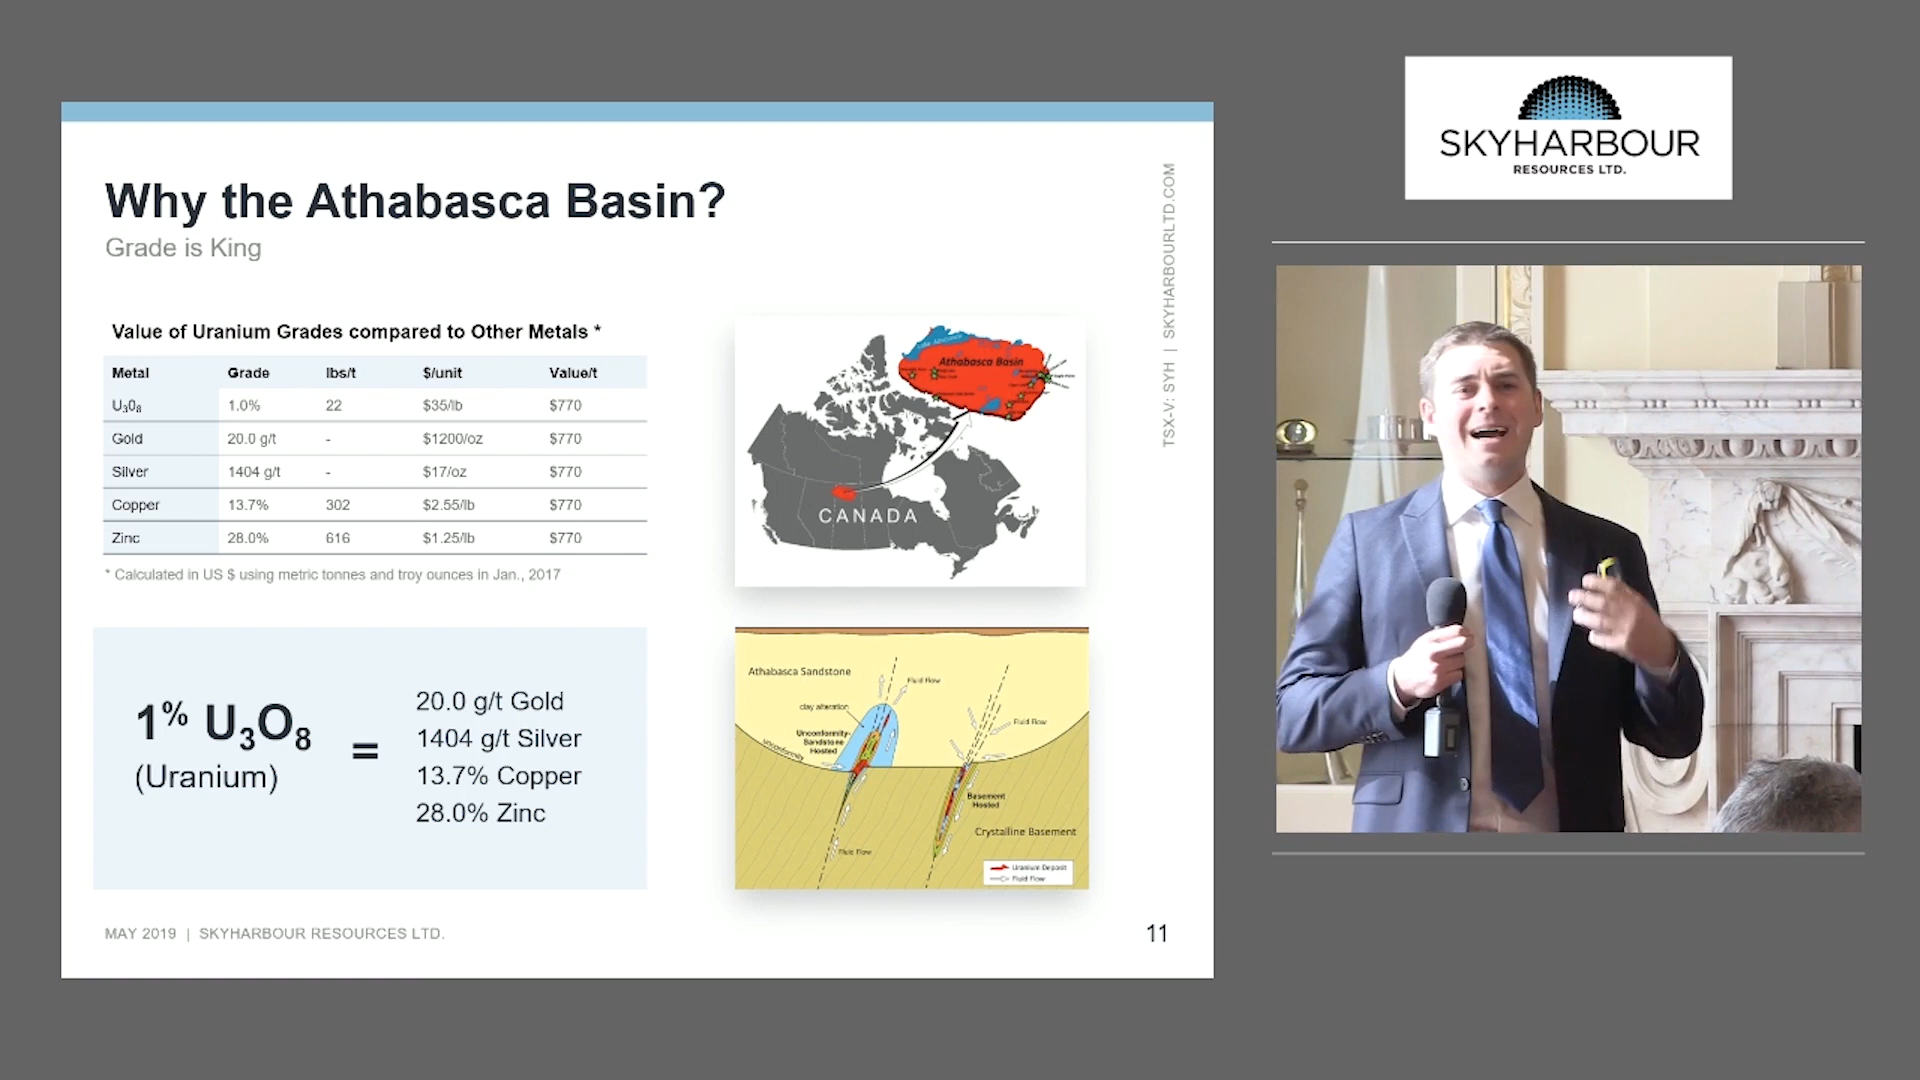 Why the Athabasca Basin?
Grade is King
Value of Uranium Grades compared to Other Metals *
Metal Grade lbs/t $/unit Value/t
U₃0₈ 1.0% 22 $35/lb $770
Gold 20.0 g/t - $1200/oz $770
Silver 1404 g/t - $17/oz $770
Copper 13.7% 302 $2.55/lb $770
Zinc 28.0% 616 $1.25/lb $770
* Calculated in US $ using metric tonnes and troy ounces in Jan., 2017
1% U₃O₈
(Uranium)
=
20.0 g/t Gold
1404 g/t Silver
13.7% Copper
28.0% Zinc
Athabasca Basin
CANADA
Athabasca Sandstone
Fluid Flow
clay alteration
Fluid Flow
Unconformity-
Sandstone
Hosted
Unconformity
Basement
Hosted
Crystalline Basement
Fluid Flow
Uranium Deposit
Fluid Flow
TSX-V: SYH | SKYHARBOURLTD.COM
MAY 2019 | SKYHARBOUR RESOURCES LTD.
11
SKYHARBOUR
RESOURCES LTD.